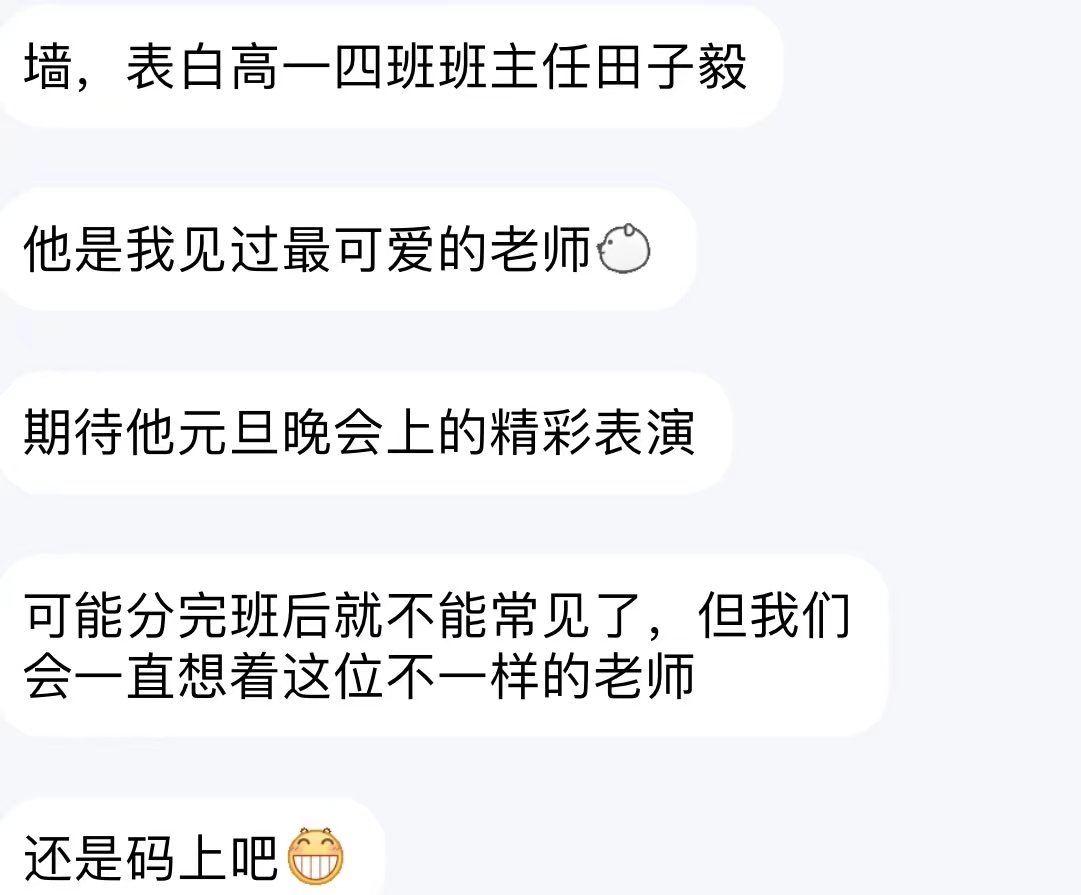 墙，表白高一四班班主任田子毅
他是我见过最可爱的老师
期待他元旦晚会上的精彩表演
可能分完班后就不能常见了，但我们
会一直想着这位不一样的老师
还是码上吧